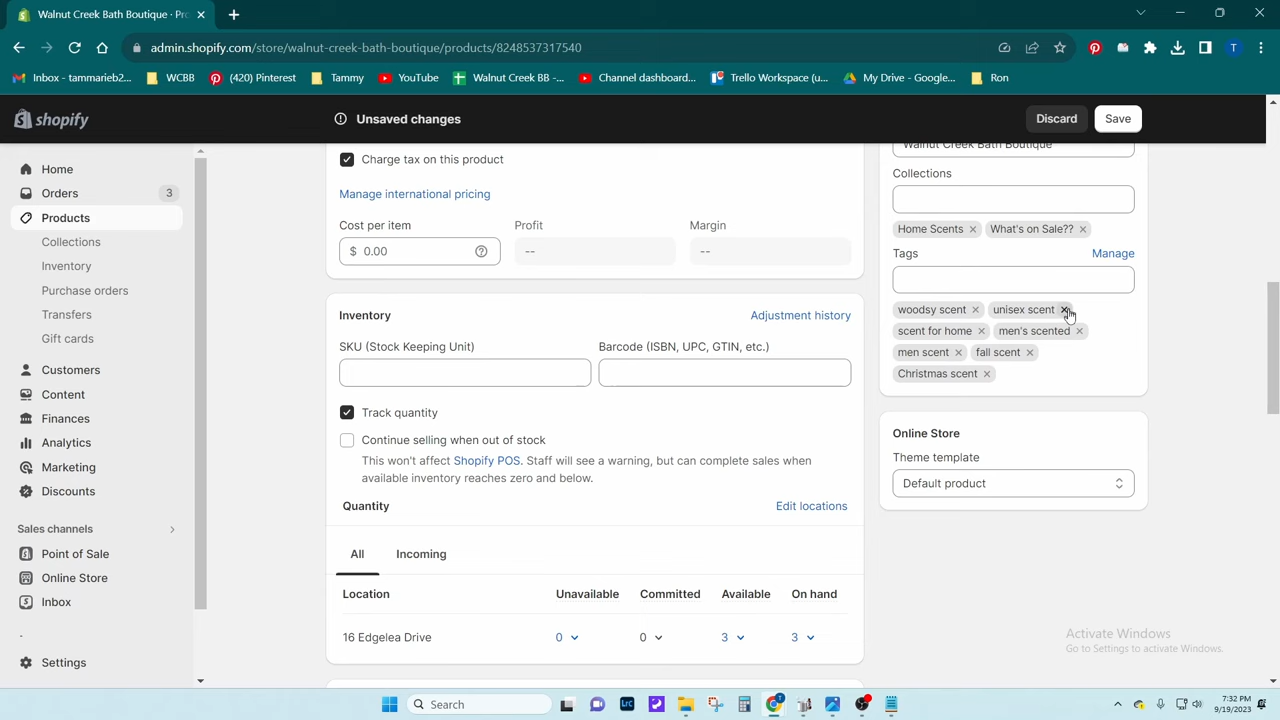 Walnut Creek Bath Boutique · Pro
admin.shopify.com/store/walnut-creek-bath-boutique/products/8248537317540
T
Inbox - tammarieb2...
WCBB
(420) Pinterest
Tammy
YouTube
Walnut Creek BB -...
Channel dashboard...
Trello Workspace (u...
My Drive - Google...
Ron
shopify
Unsaved changes
Discard
Save
Home
Orders
3
Products
Collections
Inventory
Purchase orders
Transfers
Gift cards
Customers
Content
Finances
Analytics
Marketing
Discounts
Sales channels
Point of Sale
Online Store
Inbox
Settings
Charge tax on this product
Manage international pricing
Cost per item
Profit
Margin
$ 0.00
--
--
Inventory
Adjustment history
SKU (Stock Keeping Unit)
Barcode (ISBN, UPC, GTIN, etc.)
Track quantity
Continue selling when out of stock
This won't affect Shopify POS. Staff will see a warning, but can complete sales when
available inventory reaches zero and below.
Quantity
Edit locations
All
Incoming
Location
Unavailable
Committed
Available
On hand
16 Edgelea Drive
0
0
3
3
Walnut Creek Bath Boutique
Collections
Home Scents
What's on Sale??
Tags
Manage
woodsy scent
unisex scent
scent for home
men's scented
men scent
fall scent
Christmas scent
Online Store
Theme template
Default product
Activate Windows
Go to Settings to activate Windows.
Search
Lrc
7:32 PM
9/19/2023